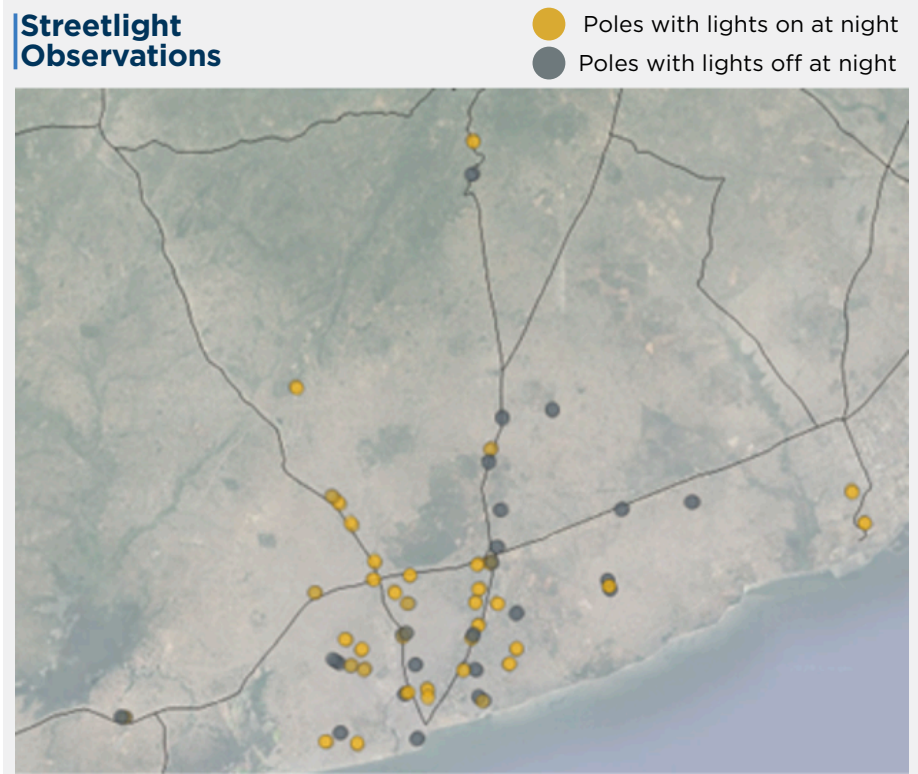 Streetlight
Observations
Poles with lights on at night
Poles with lights off at night